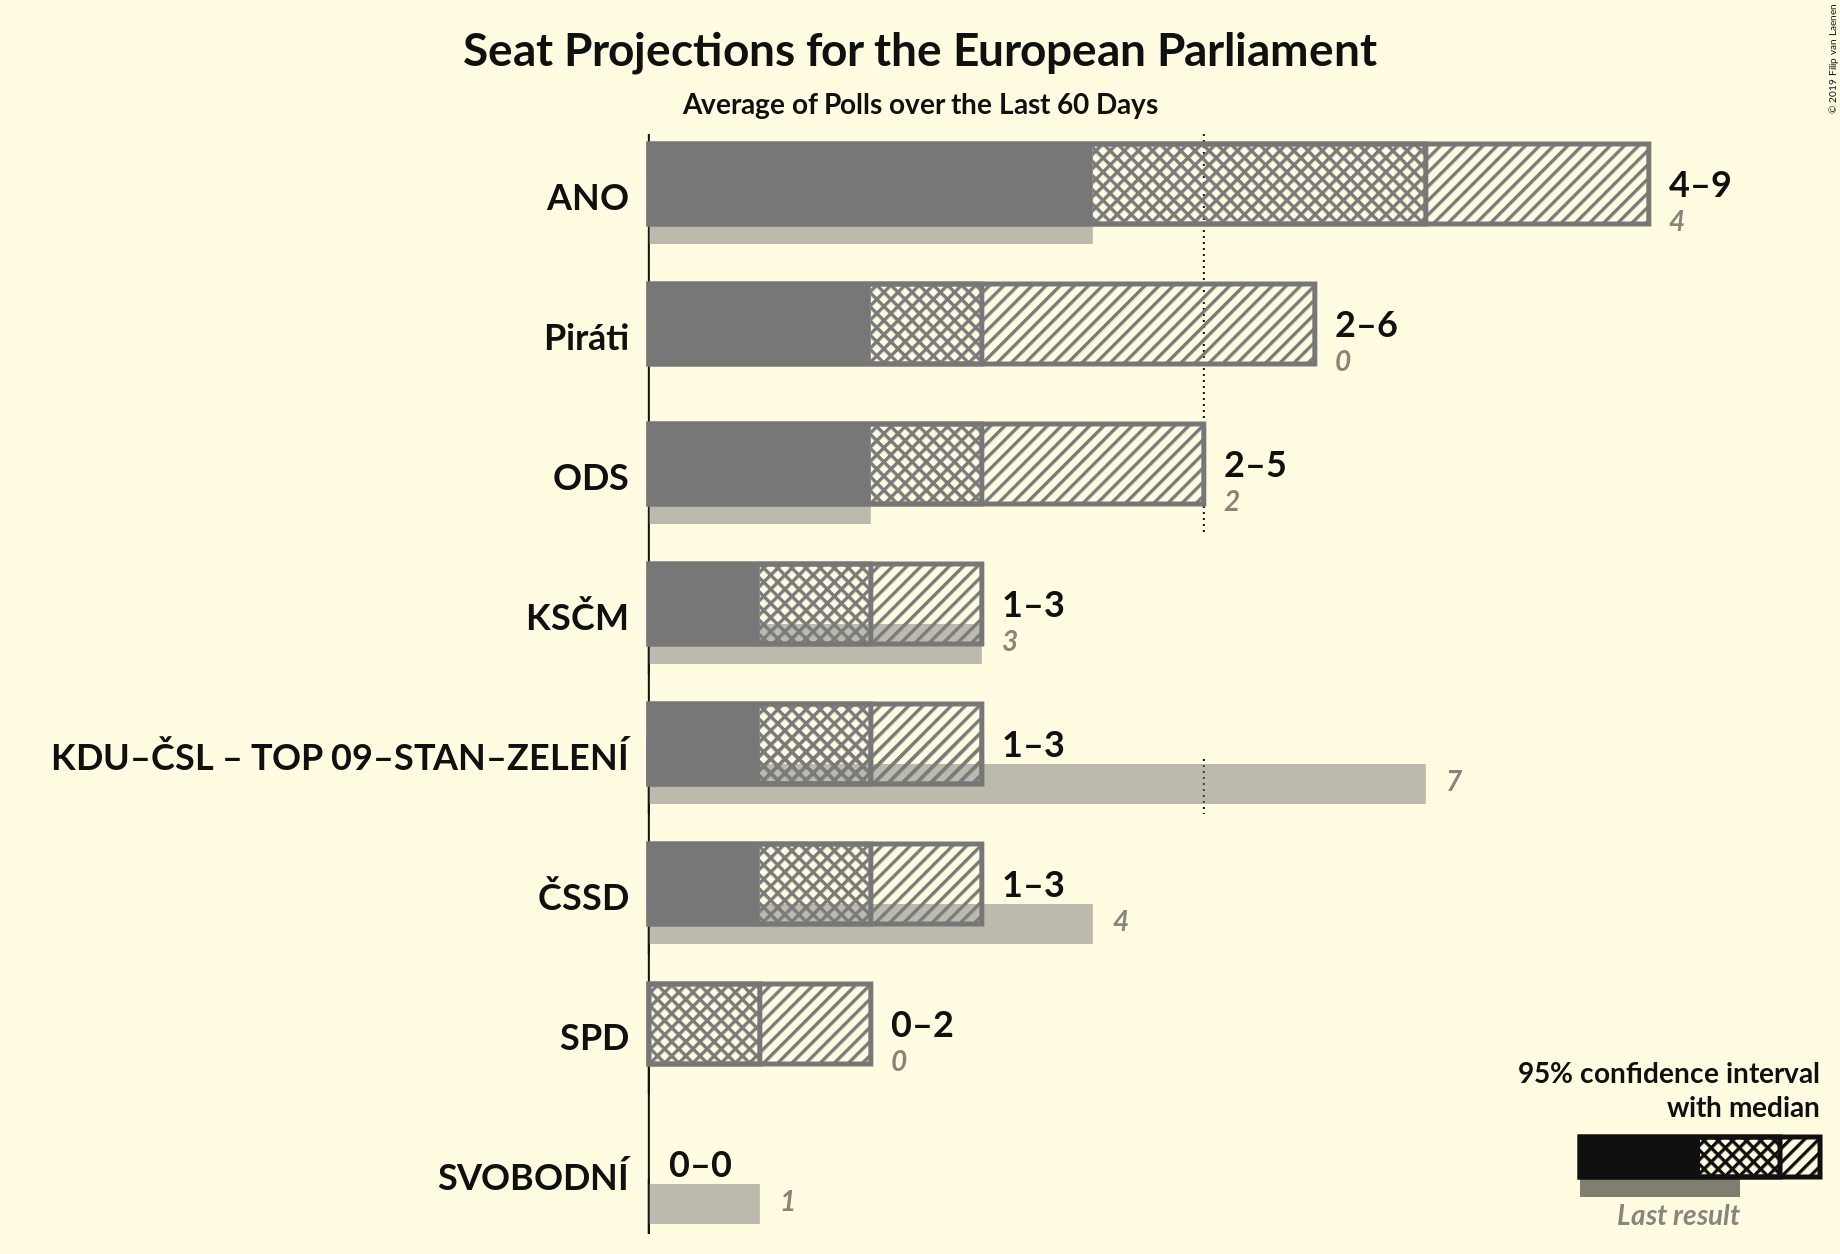 Seat Projections for the European Parliament
Average of Polls over the Last 60 Days
© 2019 Filip van Laenen
ANO
4–9
4
Piráti
2–6
0
ODS
2–5
2
KSČM
1–3
3
KDU–ČSL – TOP 09–STAN–ZELENÍ
1–3
7
ČSSD
1–3
4
SPD
0–2
0
SVOBODNÍ
0–0
1
95% confidence interval
with median
Last result